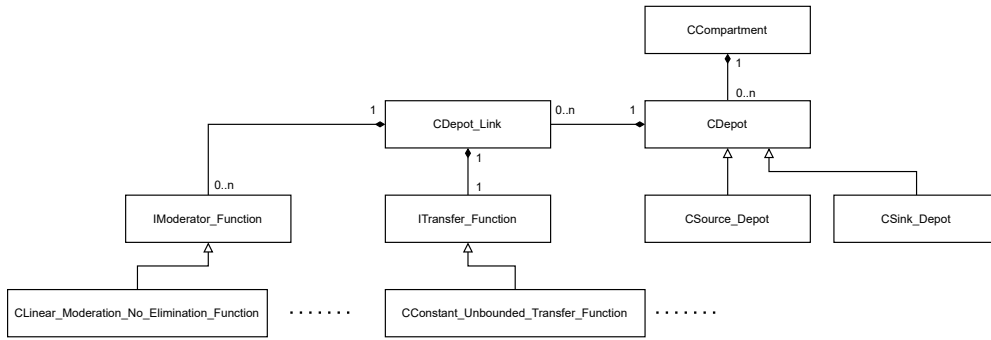 CCompartment
1
0..n
1
CDepot_Link
0..n
1
CDepot
1
0..n
1
IModerator_Function
ITransfer_Function
CSource_Depot
CSink_Depot
CLinear_Moderation_No_Elimination_Function
. . . . . . .
CConstant_Unbounded_Transfer_Function
. . . . . . .